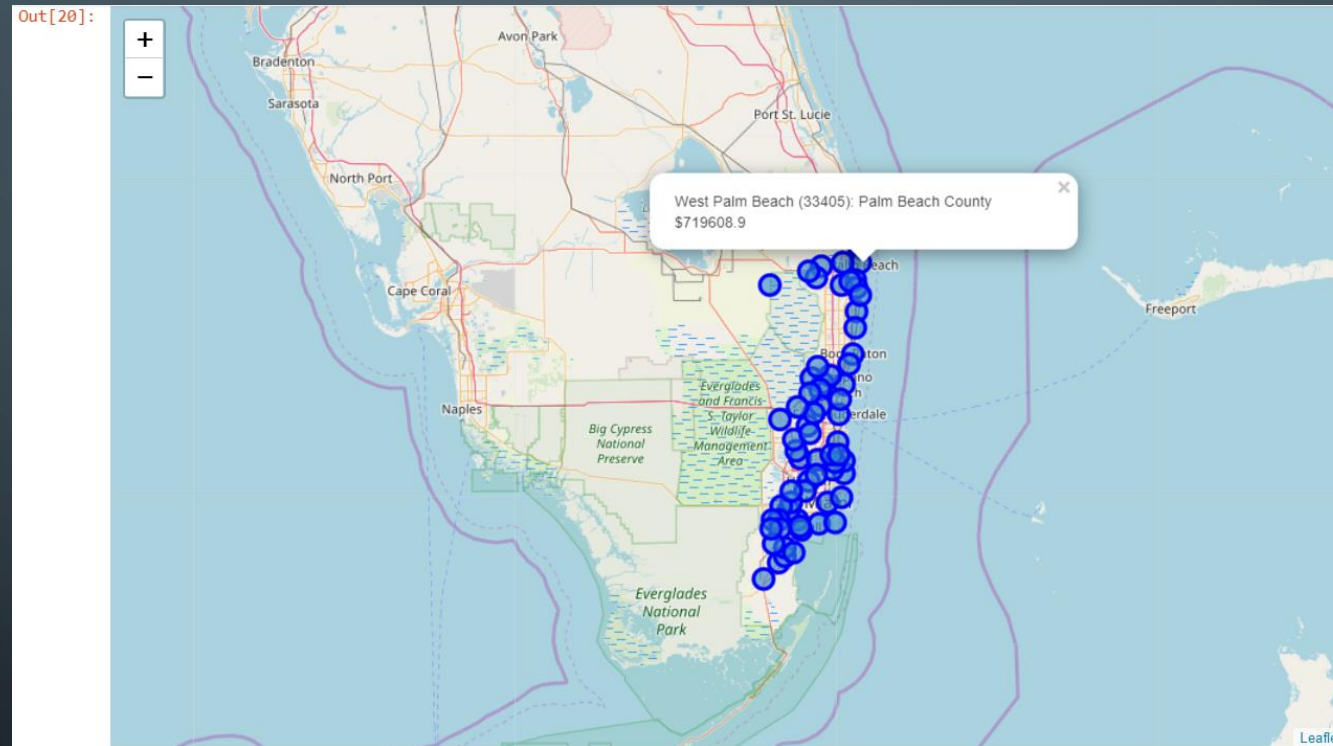 Out[20]:
+
−
Avon Park
Bradenton
Sarasota
Port St. Lucie
North Port
West Palm Beach (33405): Palm Beach County
$719608.9
×
Cape Coral
Freeport
Naples
Everglades
and Francis
S. Taylor
Wildlife
Management
Area
Big Cypress
National
Preserve
Everglades
National
Park